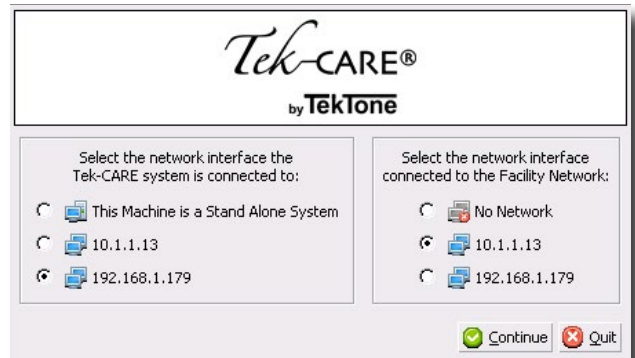 Tek-CARE®
by TekTone
Select the network interface the
Tek-CARE system is connected to:
This Machine is a Stand Alone System
10.1.1.13
192.168.1.179
Select the network interface
connected to the Facility Network:
No Network
10.1.1.13
192.168.1.179
Continue
Quit